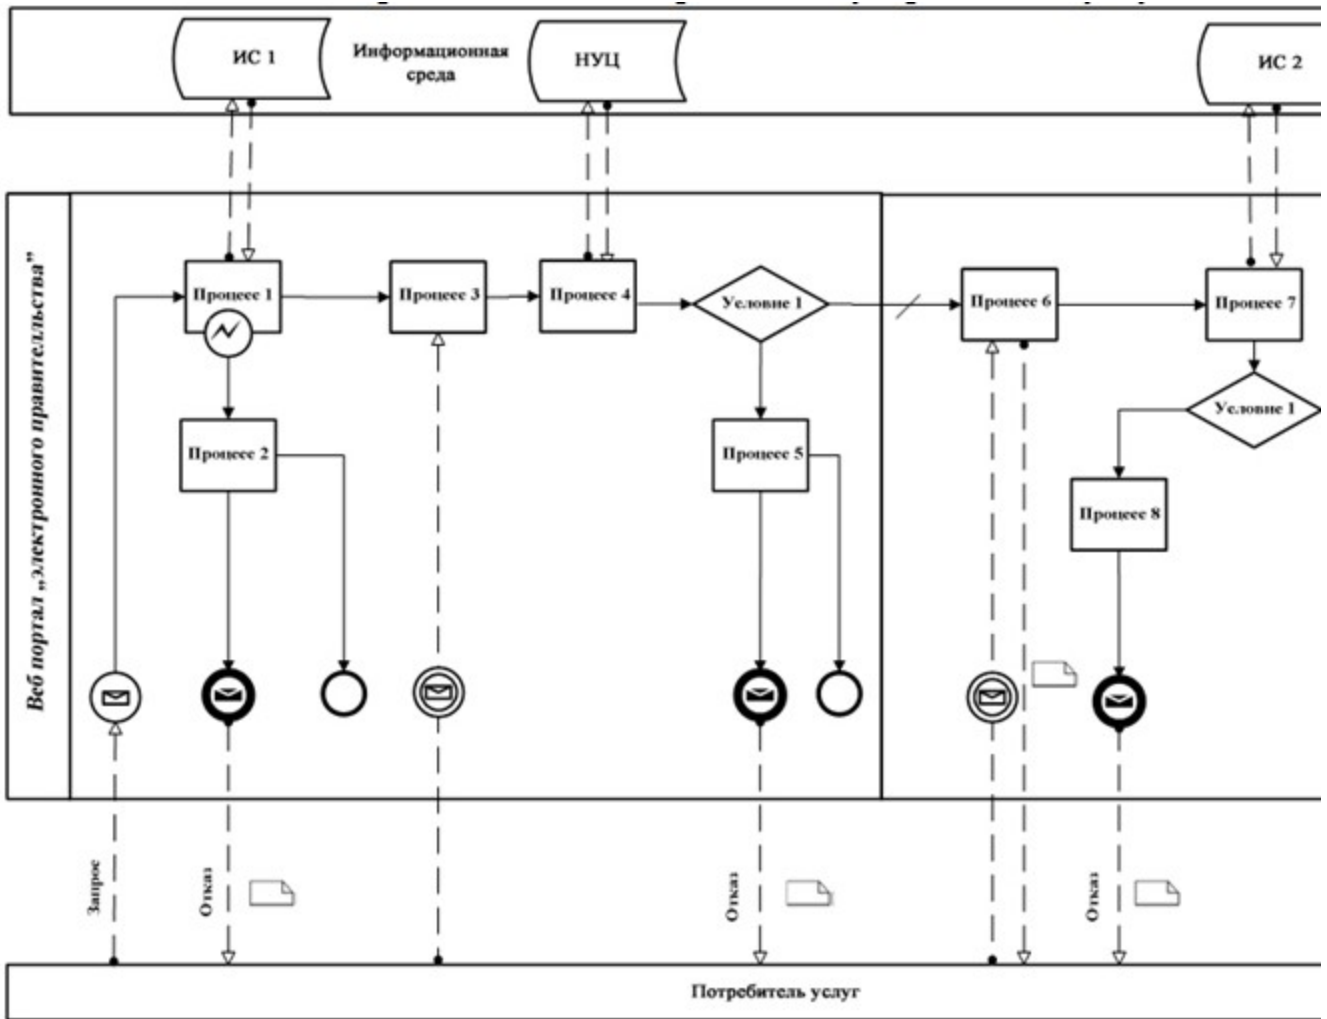 ИС 1
Информационная
среда
НУЦ
ИС 2
Веб портал „электронного правителльства”
Процесс 1
Процесс 3
Процесс 4
Условие 1
Процесс 6
Процесс 7
Условие 1
Процесс 2
Процесс 5
Процесс 8
Запрос
Отказ
Отказ
Отказ
Потребитель услуг